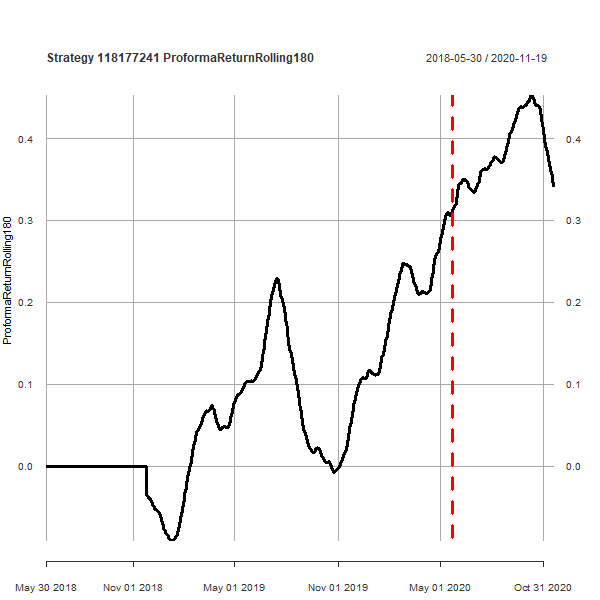 Strategy 118177241 ProformaReturnRolling180
2018-05-30 / 2020-11-19
ProformaReturnRolling180
0.4
0.4
0.3
0.3
0.2
0.2
0.1
0.1
0.0
0.0
May 30 2018
Nov 01 2018
May 01 2019
Nov 01 2019
May 01 2020
Oct 31 2020